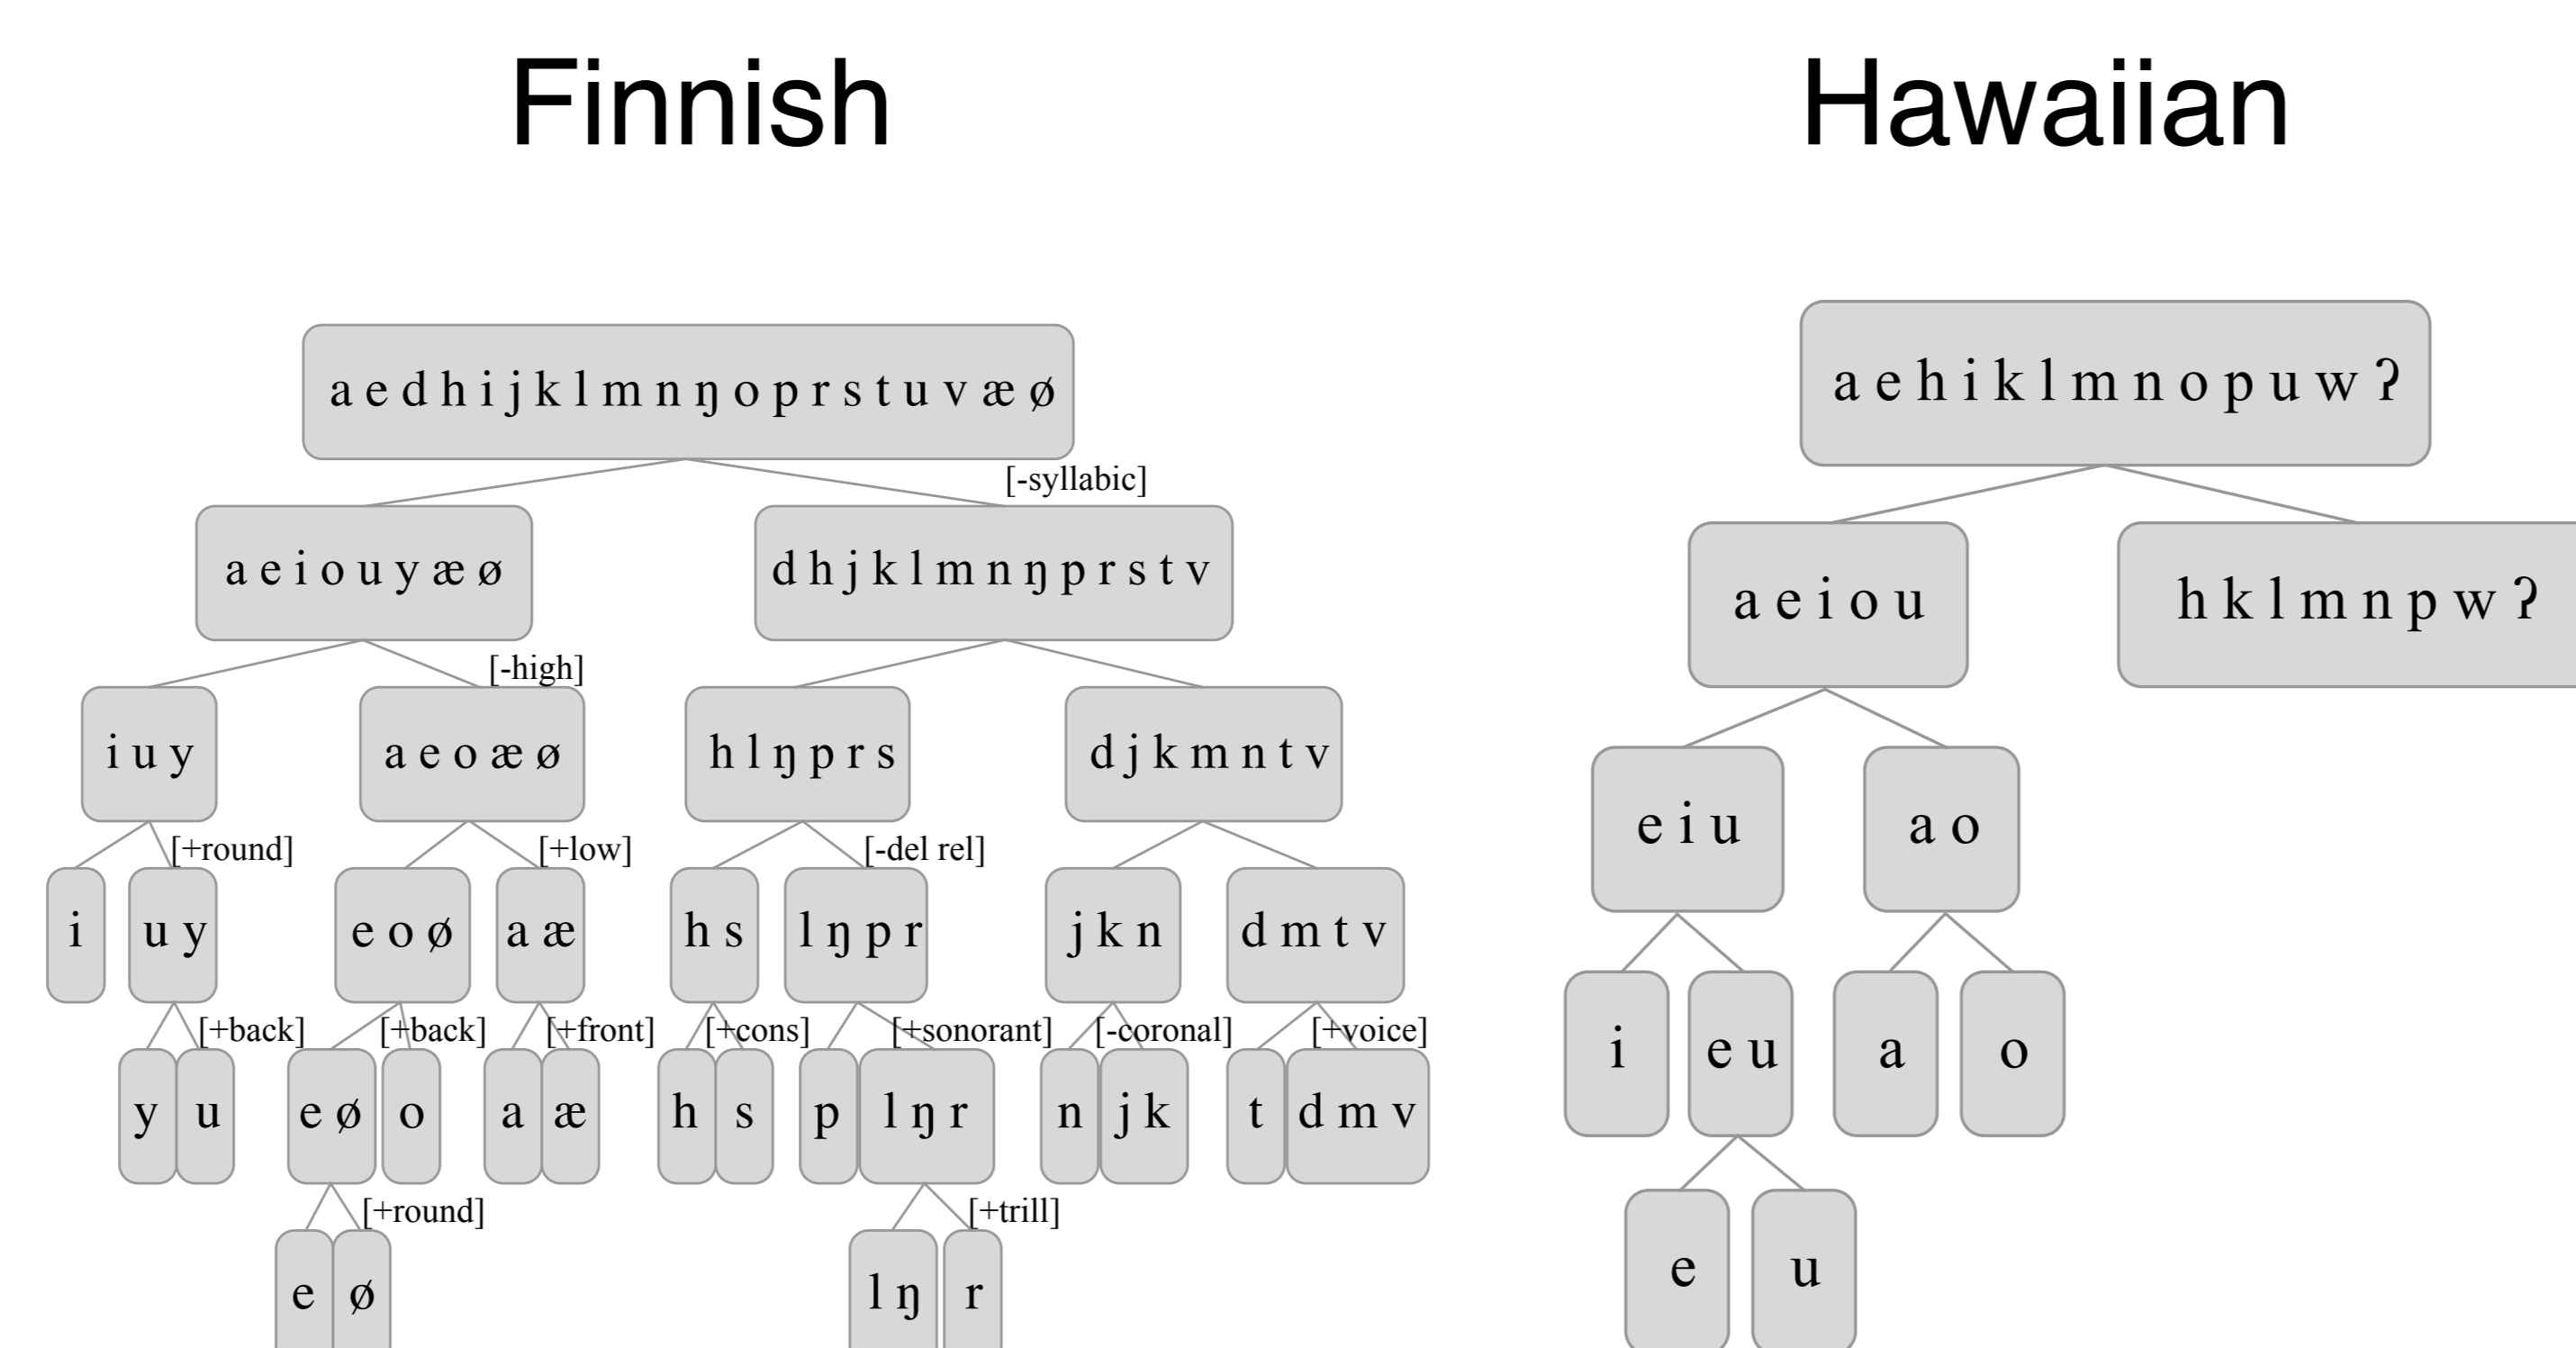 Finnish
Hawaiian
a e d h i j k l m n ŋ o p r s t u v æ ø
[-syllabic]
a e i o u y æ ø
d h j k l m n ŋ p r s t v
[-high]
i u y
a e o æ ø
h l ŋ p r s
d j k m n t v
[+round]
[+low]
[-del rel]
i
u y
e o ø
a æ
h s
l ŋ p r
j k n
d m t v
[+back]
[+back]
[+front]
[+cons]
[+sonorant]
[-coronal]
[+voice]
y
u
e ø
o
a
æ
h
s
p
l ŋ r
n
j k
t
d m v
[+round]
[+trill]
e
ø
l ŋ
r
a e h i k l m n o p u w ʔ
a e i o u
h k l m n p w ʔ
e i u
a o
i
e u
a
o
e
u